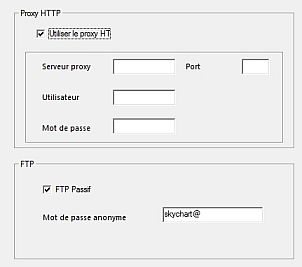 Proxy HTTP
Utiliser le proxy HT
Serveur proxy Port
Utilisateur
Mot de passe
FTP
FTP Passif
Mot de passe anonyme skychart@